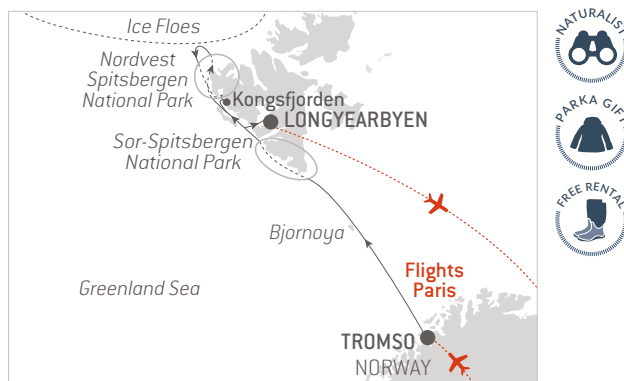 Ice Floes
Nordvest
Spitsbergen
National Park
Kongsfjorden
LONGYEARBYEN
Sor-Spitsbergen
National Park
Bjornoya
Greenland Sea
Flights
Paris
TROMSO
NORWAY
NATURALIST
PARKA GIFT
FREE RENTAL